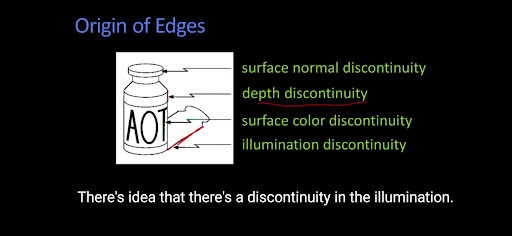 Origin of Edges
surface normal discontinuity
depth discontinuity
surface color discontinuity
illumination discontinuity
AOT
There's idea that there's a discontinuity in the illumination.